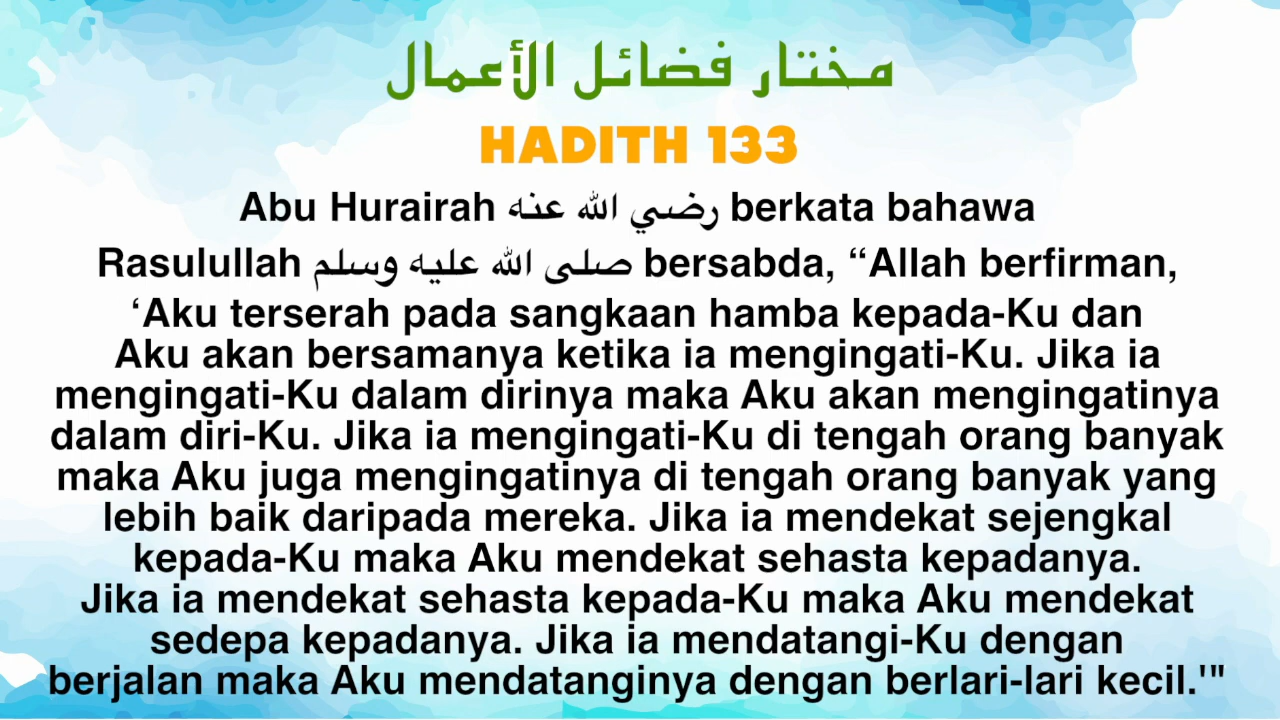 مختار فضائل الأعمال
HADITH 133
Abu Hurairah رضي الله عنه berkata bahawa
Rasulullah صلى الله عليه وسلم bersabda, “Allah berfirman,
‘Aku terserah pada sangkaan hamba kepada-Ku dan
Aku akan bersamanya ketika ia mengingati-Ku. Jika ia
mengingati-Ku dalam dirinya maka Aku akan mengingatinya
dalam diri-Ku. Jika ia mengingati-Ku di tengah orang banyak
maka Aku juga mengingatinya di tengah orang banyak yang
lebih baik daripada mereka. Jika ia mendekat sejengkal
kepada-Ku maka Aku mendekat sehasta kepadanya.
Jika ia mendekat sehasta kepada-Ku maka Aku mendekat
sedepa kepadanya. Jika ia mendatangi-Ku dengan
berjalan maka Aku mendatanginya dengan berlari-lari kecil.'"